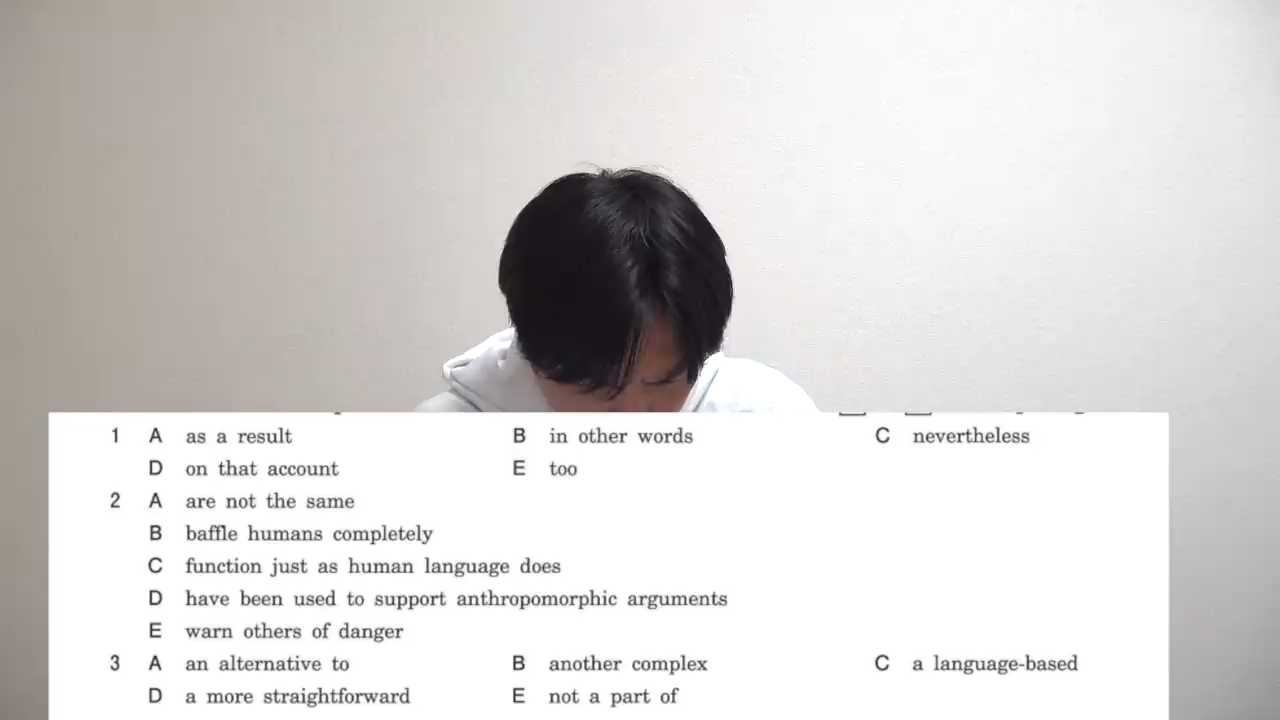 1 A as a result B in other words C nevertheless
D on that account E too
2 A are not the same
B baffle humans completely
C function just as human language does
D have been used to support anthropomorphic arguments
E warn others of danger
3 A an alternative to B another complex C a language-based
D a more straightforward E not a part of